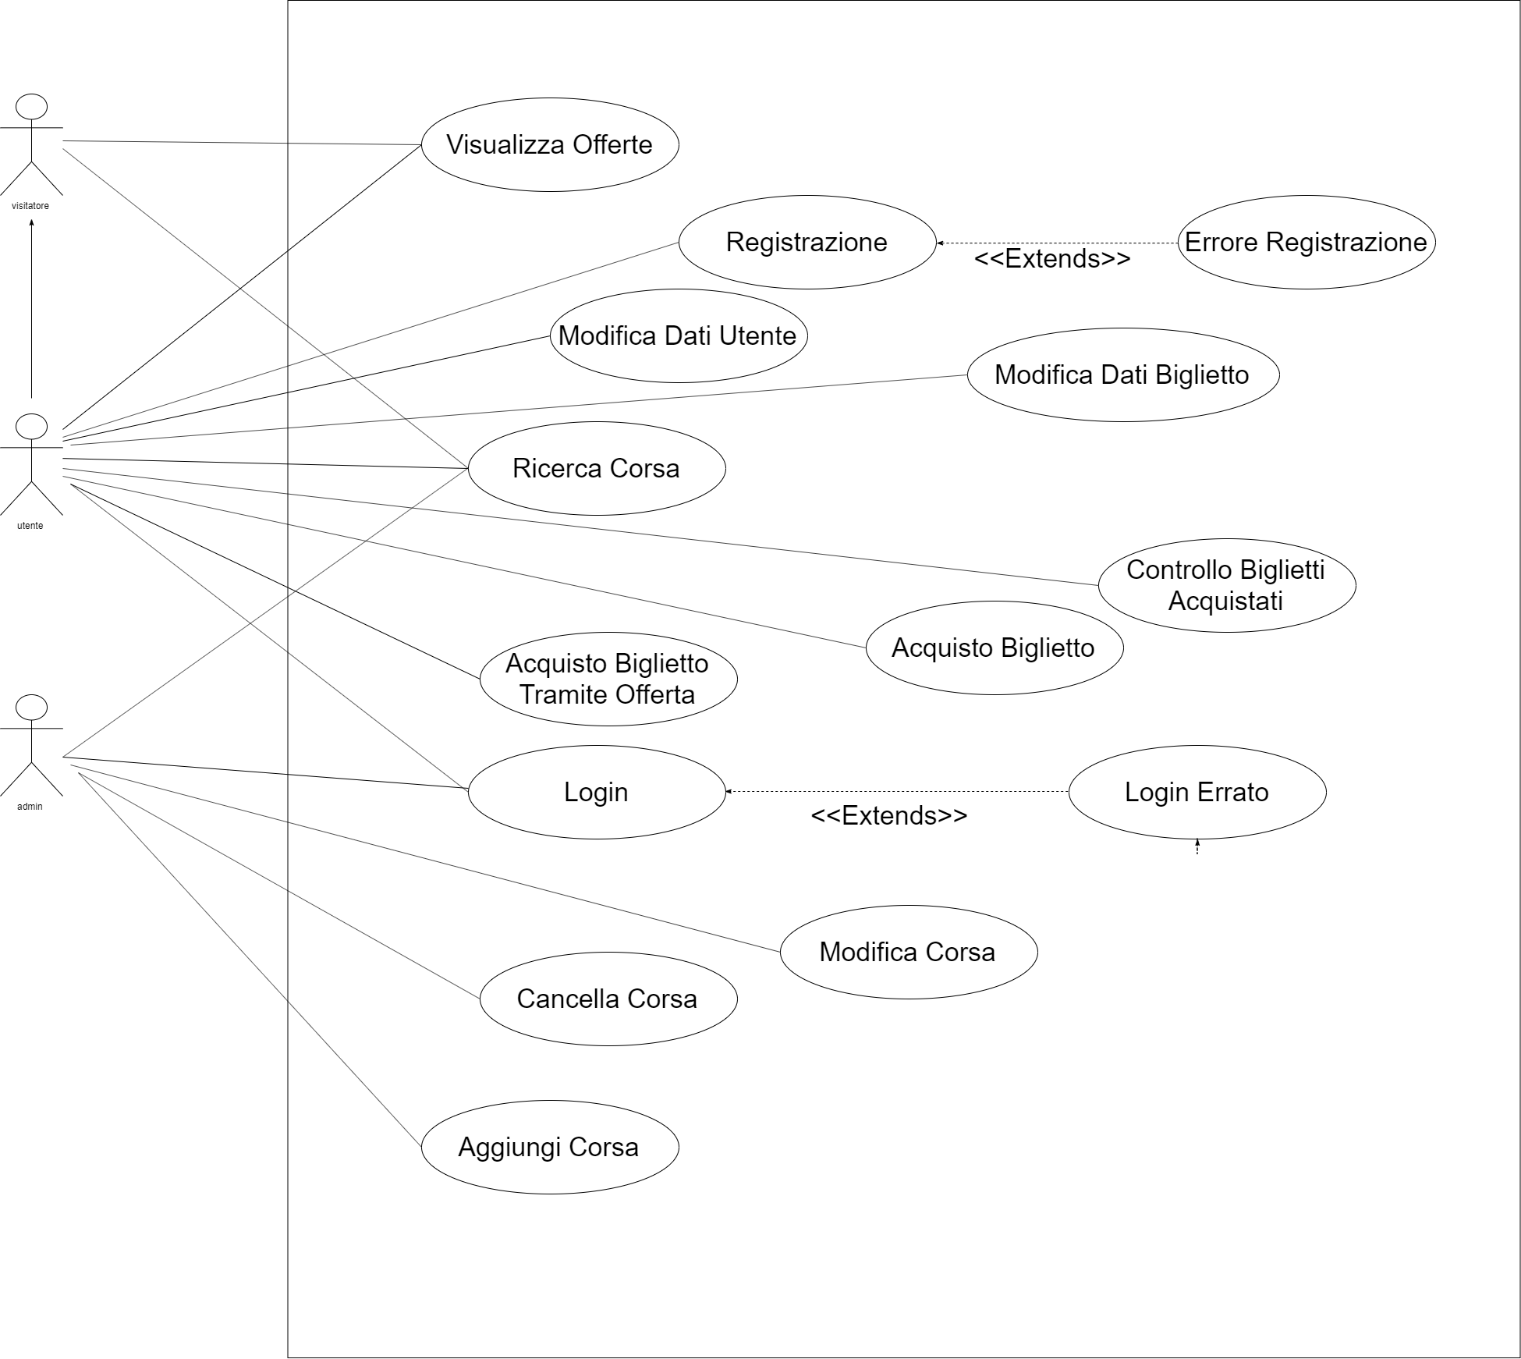 Visualizza Offerte
visitatore
Registrazione
Errore Registrazione
<<Extends>>
Modifica Dati Utente
Modifica Dati Biglietto
Ricerca Corsa
utente
Controllo Biglietti
Acquistati
Acquisto Biglietto
Acquisto Biglietto
Tramite Offerta
Login
Login Errato
<<Extends>>
admin
Modifica Corsa
Cancella Corsa
Aggiungi Corsa